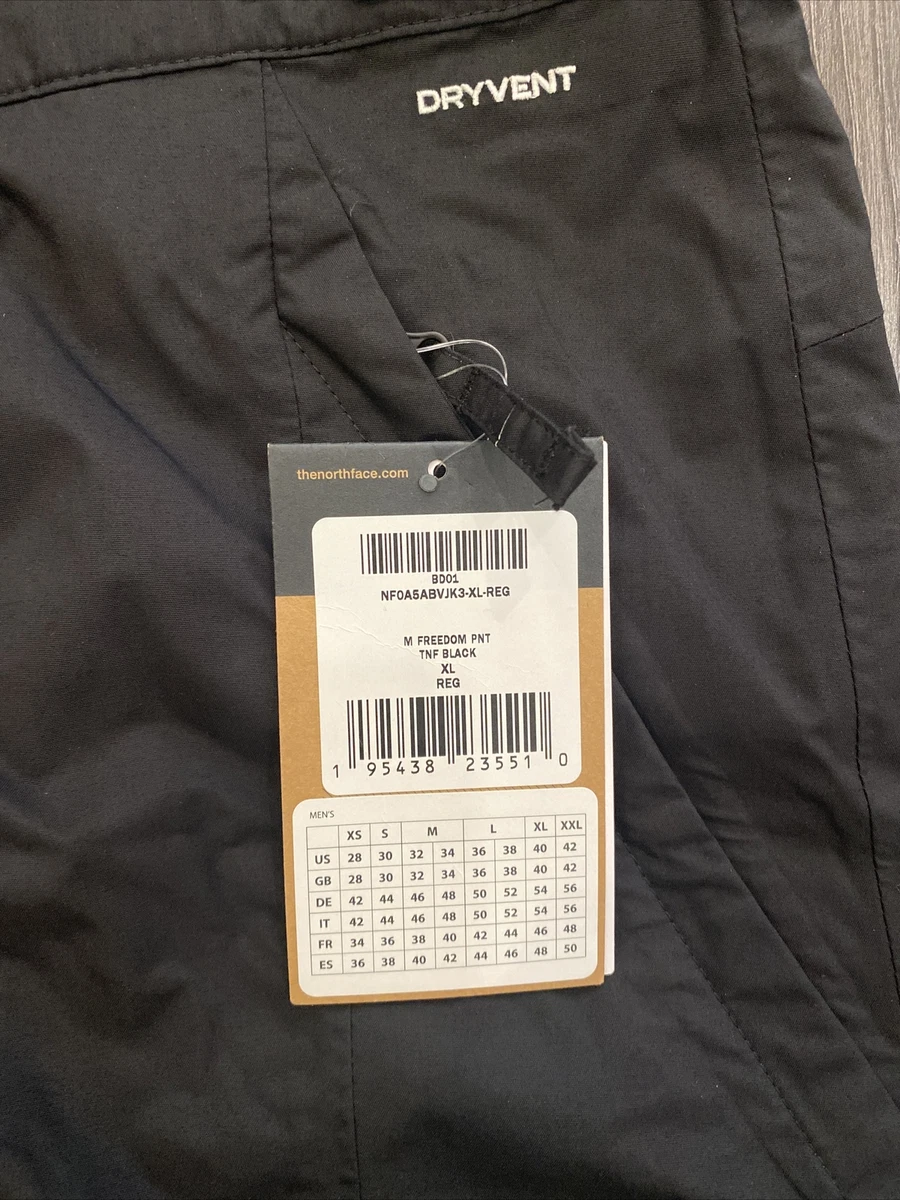 DRYVENT
thenorthface.com
BD01
NF0A5ABVJK3-XL-REG
M FREEDOM PNT
TNF BLACK
XL
REG
1 95438 23551 0
MEN'S
XS S M L XL XXL
US 28 30 32 34 36 38 40 42
GB 28 30 32 34 36 38 40 42
DE 42 44 46 48 50 52 54 56
IT 42 44 46 48 50 52 54 56
FR 34 36 38 40 42 44 46 48
ES 36 38 40 42 44 46 48 50